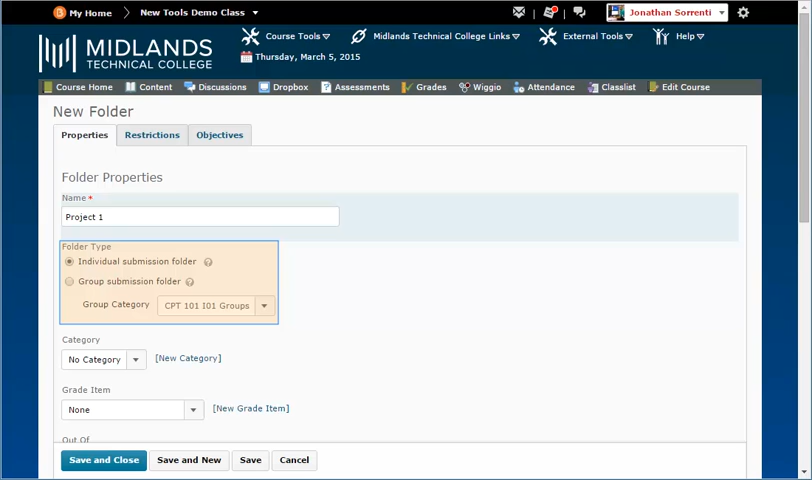 My Home
New Tools Demo Class
Jonathan Sorrenti
MIDLANDS
TECHNICAL COLLEGE
Course Tools
Midlands Technical College Links
External Tools
Help
Thursday, March 5, 2015
Course Home
Content
Discussions
Dropbox
Assessments
Grades
Wiggio
Attendance
Classlist
Edit Course
New Folder
Properties
Restrictions
Objectives
Folder Properties
Name *
Project 1
Folder Type
Individual submission folder ?
Group submission folder ?
Group Category CPT 101 I01 Groups
Category
No Category [New Category]
Grade Item
None [New Grade Item]
Out Of
Save and Close
Save and New
Save
Cancel